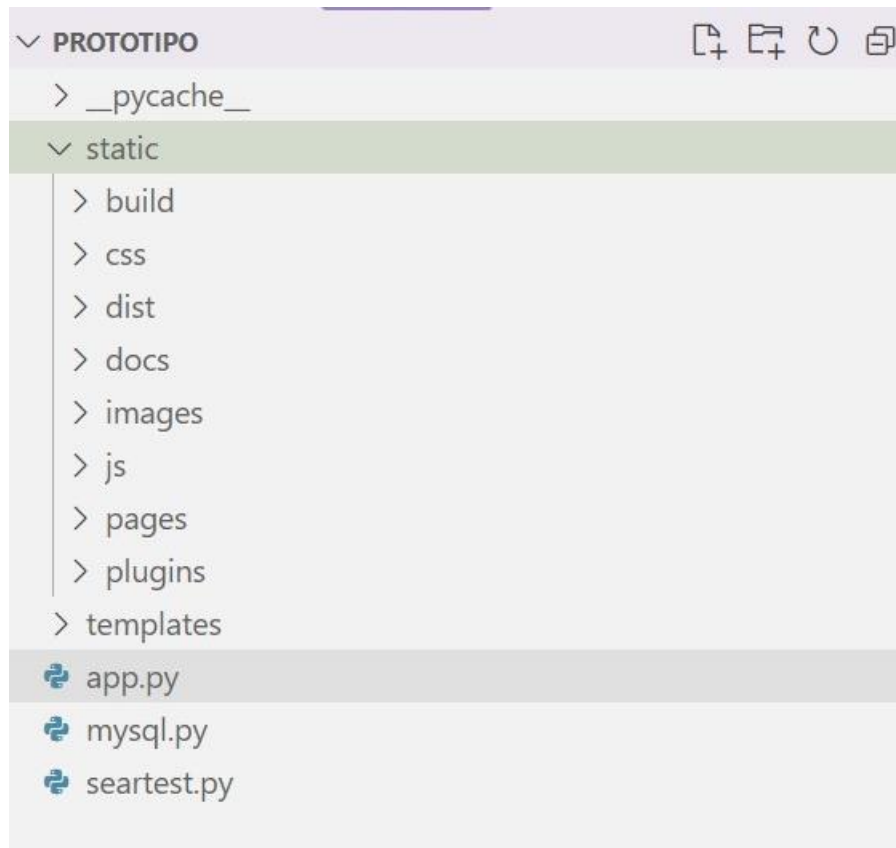 PROTOTIPO
__pycache__
static
build
css
dist
docs
images
js
pages
plugins
templates
app.py
mysql.py
seartest.py